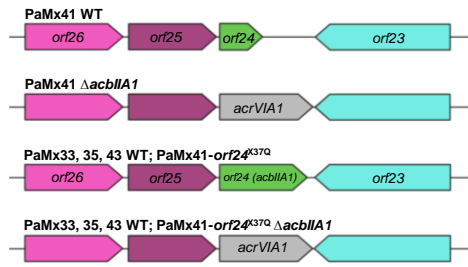 PaMx41 WT
orf26 orf25 orf24 orf23
PaMx41 ΔacbIIA1
acrVIA1
PaMx33, 35, 43 WT; PaMx41-orf24X37Q
orf26 orf25 orf24 (acbIIA1) orf23
PaMx33, 35, 43 WT; PaMx41-orf24X37Q ΔacbIIA1
acrVIA1